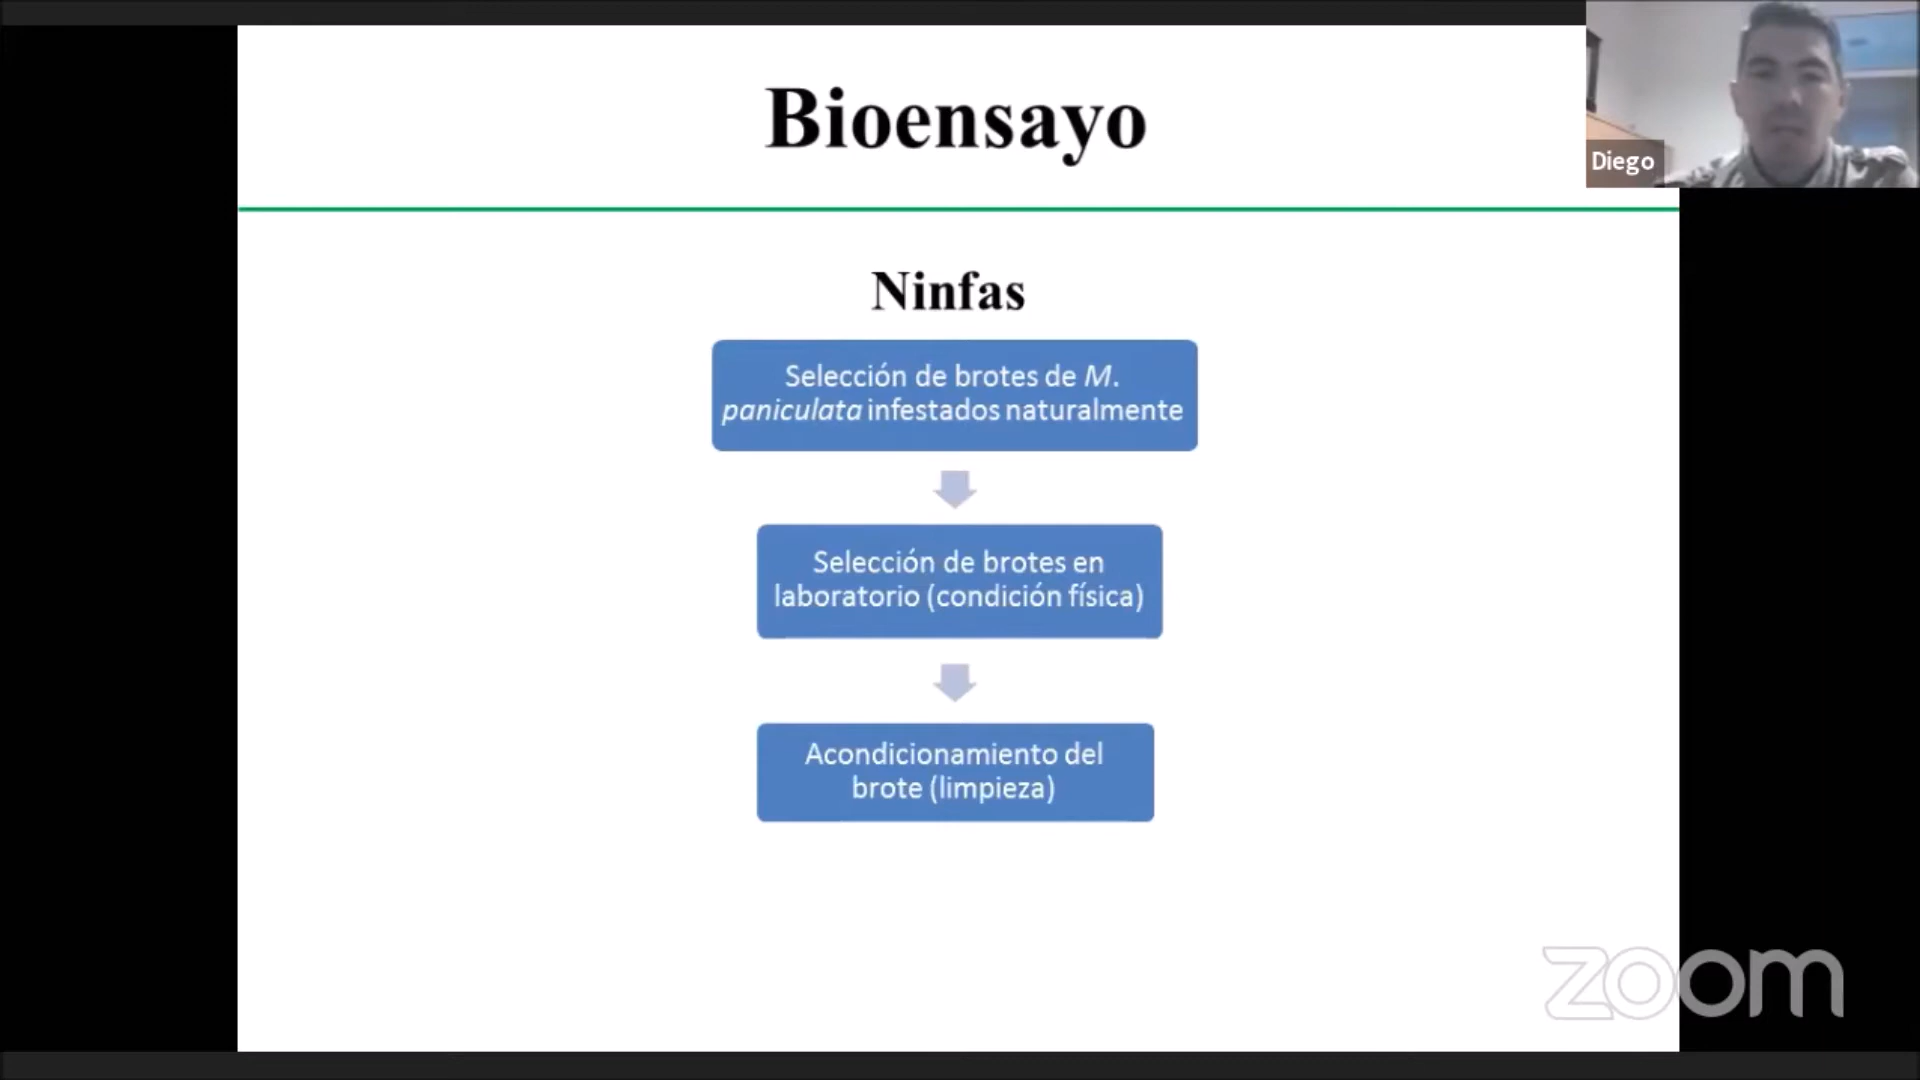 Bioensayo
Diego
Ninfas
Selección de brotes de M.
paniculata infestados naturalmente
Selección de brotes en
laboratorio (condición física)
Acondicionamiento del
brote (limpieza)
zoom